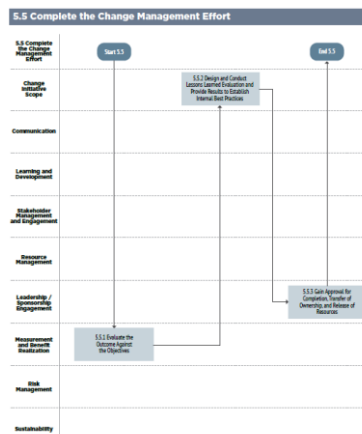 5.5 Complete the Change Management Effort
5.5 Complete
the Change
Management
Effort
Start 5.5
End 5.5
Change
Initiative
Scope
5.5.2 Design and Conduct
Lessons Learned Evaluation and
Provide Results to Establish
Internal Best Practices
Communication
Learning and
Development
Stakeholder
Management
and Engagement
Resource
Management
Leadership /
Sponsorship
Engagement
5.5.3 Gain Approval for
Completion, Transfer of
Ownership, and Release of
Resources
Measurement
and Benefit
Realization
5.5.1 Evaluate the
Outcome Against
the Objectives
Risk
Management
Sustainability